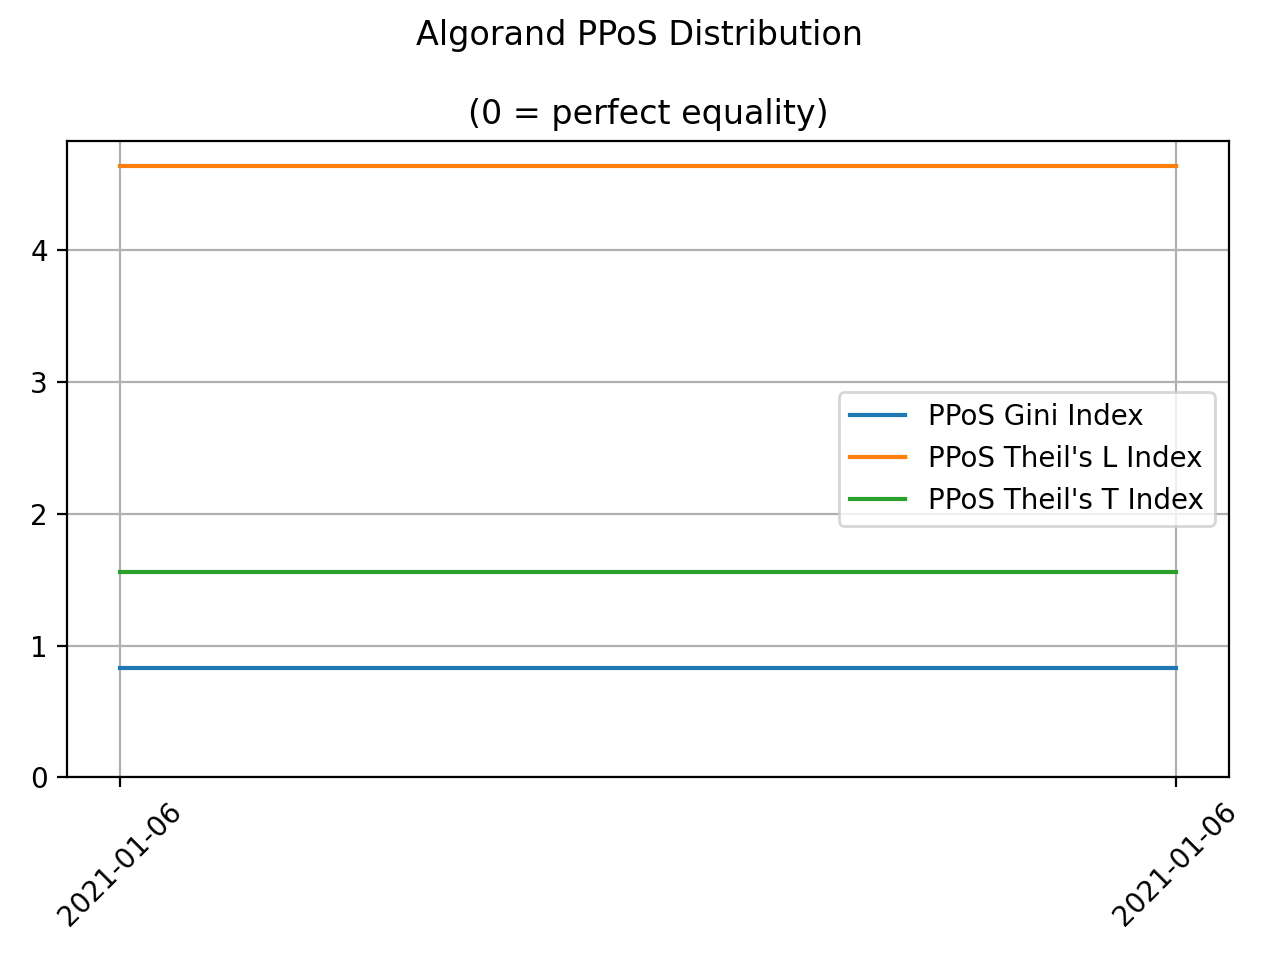 Algorand PPoS Distribution
(0 = perfect equality)
4
3
2
1
0
PPoS Gini Index
PPoS Theil's L Index
PPoS Theil's T Index
2021-01-06
2021-01-06